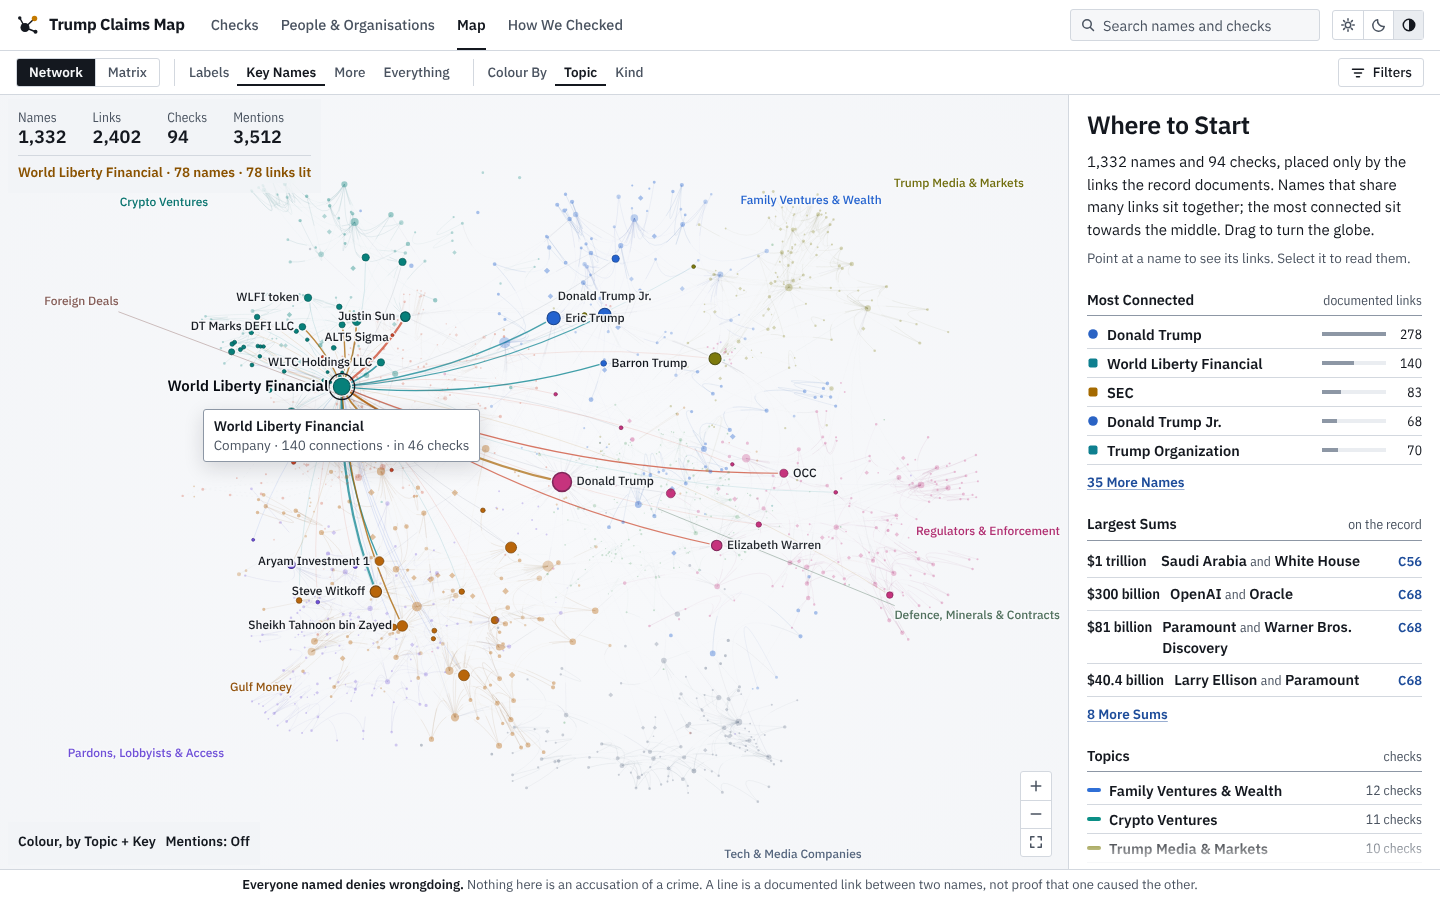 Trump Claims Map
Checks
People & Organisations
Map
How We Checked
Search names and checks
Network
Matrix
Labels
Key Names
More
Everything
Colour By
Topic
Kind
Filters
Names
Links
Checks
Mentions
1,332
2,402
94
3,512
World Liberty Financial · 78 names · 78 links lit
Crypto Ventures
Trump Media & Markets
Family Ventures & Wealth
Foreign Deals
WLFI token
Donald Trump Jr.
Justin Sun
Eric Trump
DT Marks DEFI LLC
ALT5 Sigma
WLTC Holdings LLC
Barron Trump
World Liberty Financial
World Liberty Financial
Company · 140 connections · in 46 checks
OCC
Donald Trump
Regulators & Enforcement
Elizabeth Warren
Aryam Investment 1
Steve Witkoff
Defence, Minerals & Contracts
Sheikh Tahnoon bin Zayed
Gulf Money
Pardons, Lobbyists & Access
Colour, by Topic + Key
Mentions: Off
Tech & Media Companies
Where to Start
1,332 names and 94 checks, placed only by the
links the record documents. Names that share
many links sit together; the most connected sit
towards the middle. Drag to turn the globe.
Point at a name to see its links. Select it to read them.
Most Connected
documented links
Donald Trump 278
World Liberty Financial 140
SEC 83
Donald Trump Jr. 68
Trump Organization 70
35 More Names
Largest Sums
on the record
$1 trillion Saudi Arabia and White House C56
$300 billion OpenAI and Oracle C68
$81 billion Paramount and Warner Bros. C68
Discovery
$40.4 billion Larry Ellison and Paramount C68
8 More Sums
Topics
checks
Family Ventures & Wealth 12 checks
Crypto Ventures 11 checks
Trump Media & Markets 10 checks
Everyone named denies wrongdoing. Nothing here is an accusation of a crime. A line is a documented link between two names, not proof that one caused the other.